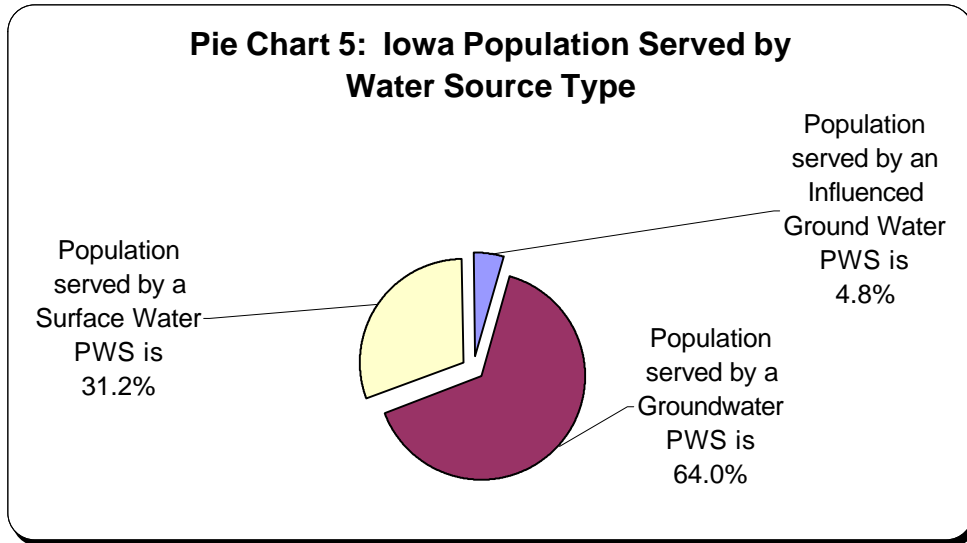 Pie Chart 5: Iowa Population Served by
Water Source Type
Population
served by an
Influenced
Ground Water
PWS is
4.8%
Population
served by a
Surface Water
PWS is
31.2%
Population
served by a
Groundwater
PWS is
64.0%